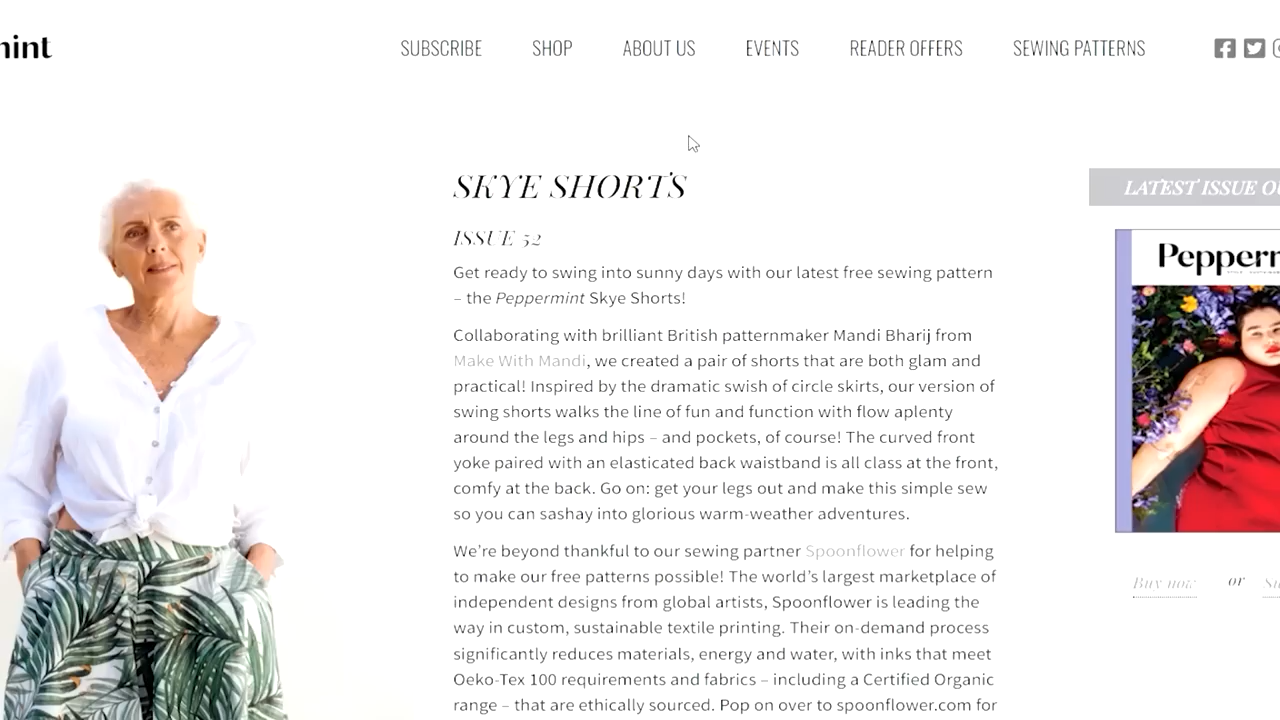 SUBSCRIBE SHOP ABOUT US EVENTS READER OFFERS SEWING PATTERNS
SKYE SHORTS
ISSUE 52
Get ready to swing into sunny days with our latest free sewing pattern
– the Peppermint Skye Shorts!
Collaborating with brilliant British patternmaker Mandi Bharij from
Make With Mandi, we created a pair of shorts that are both glam and
practical! Inspired by the dramatic swish of circle skirts, our version of
swing shorts walks the line of fun and function with flow aplenty
around the legs and hips – and pockets, of course! The curved front
yoke paired with an elasticated back waistband is all class at the front,
comfy at the back. Go on: get your legs out and make this simple sew
so you can sashay into glorious warm-weather adventures.
We're beyond thankful to our sewing partner Spoonflower for helping
to make our free patterns possible! The world's largest marketplace of
independent designs from global artists, Spoonflower is leading the
way in custom, sustainable textile printing. Their on-demand process
significantly reduces materials, energy and water, with inks that meet
Oeko-Tex 100 requirements and fabrics – including a Certified Organic
range – that are ethically sourced. Pop on over to spoonflower.com for
LATEST ISSUE
Buy now or